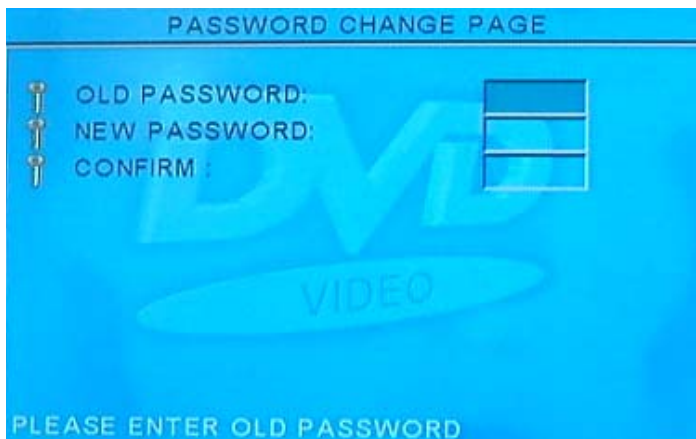 PASSWORD CHANGE PAGE
OLD PASSWORD:
NEW PASSWORD:
CONFIRM :
DVD
VIDEO
PLEASE ENTER OLD PASSWORD